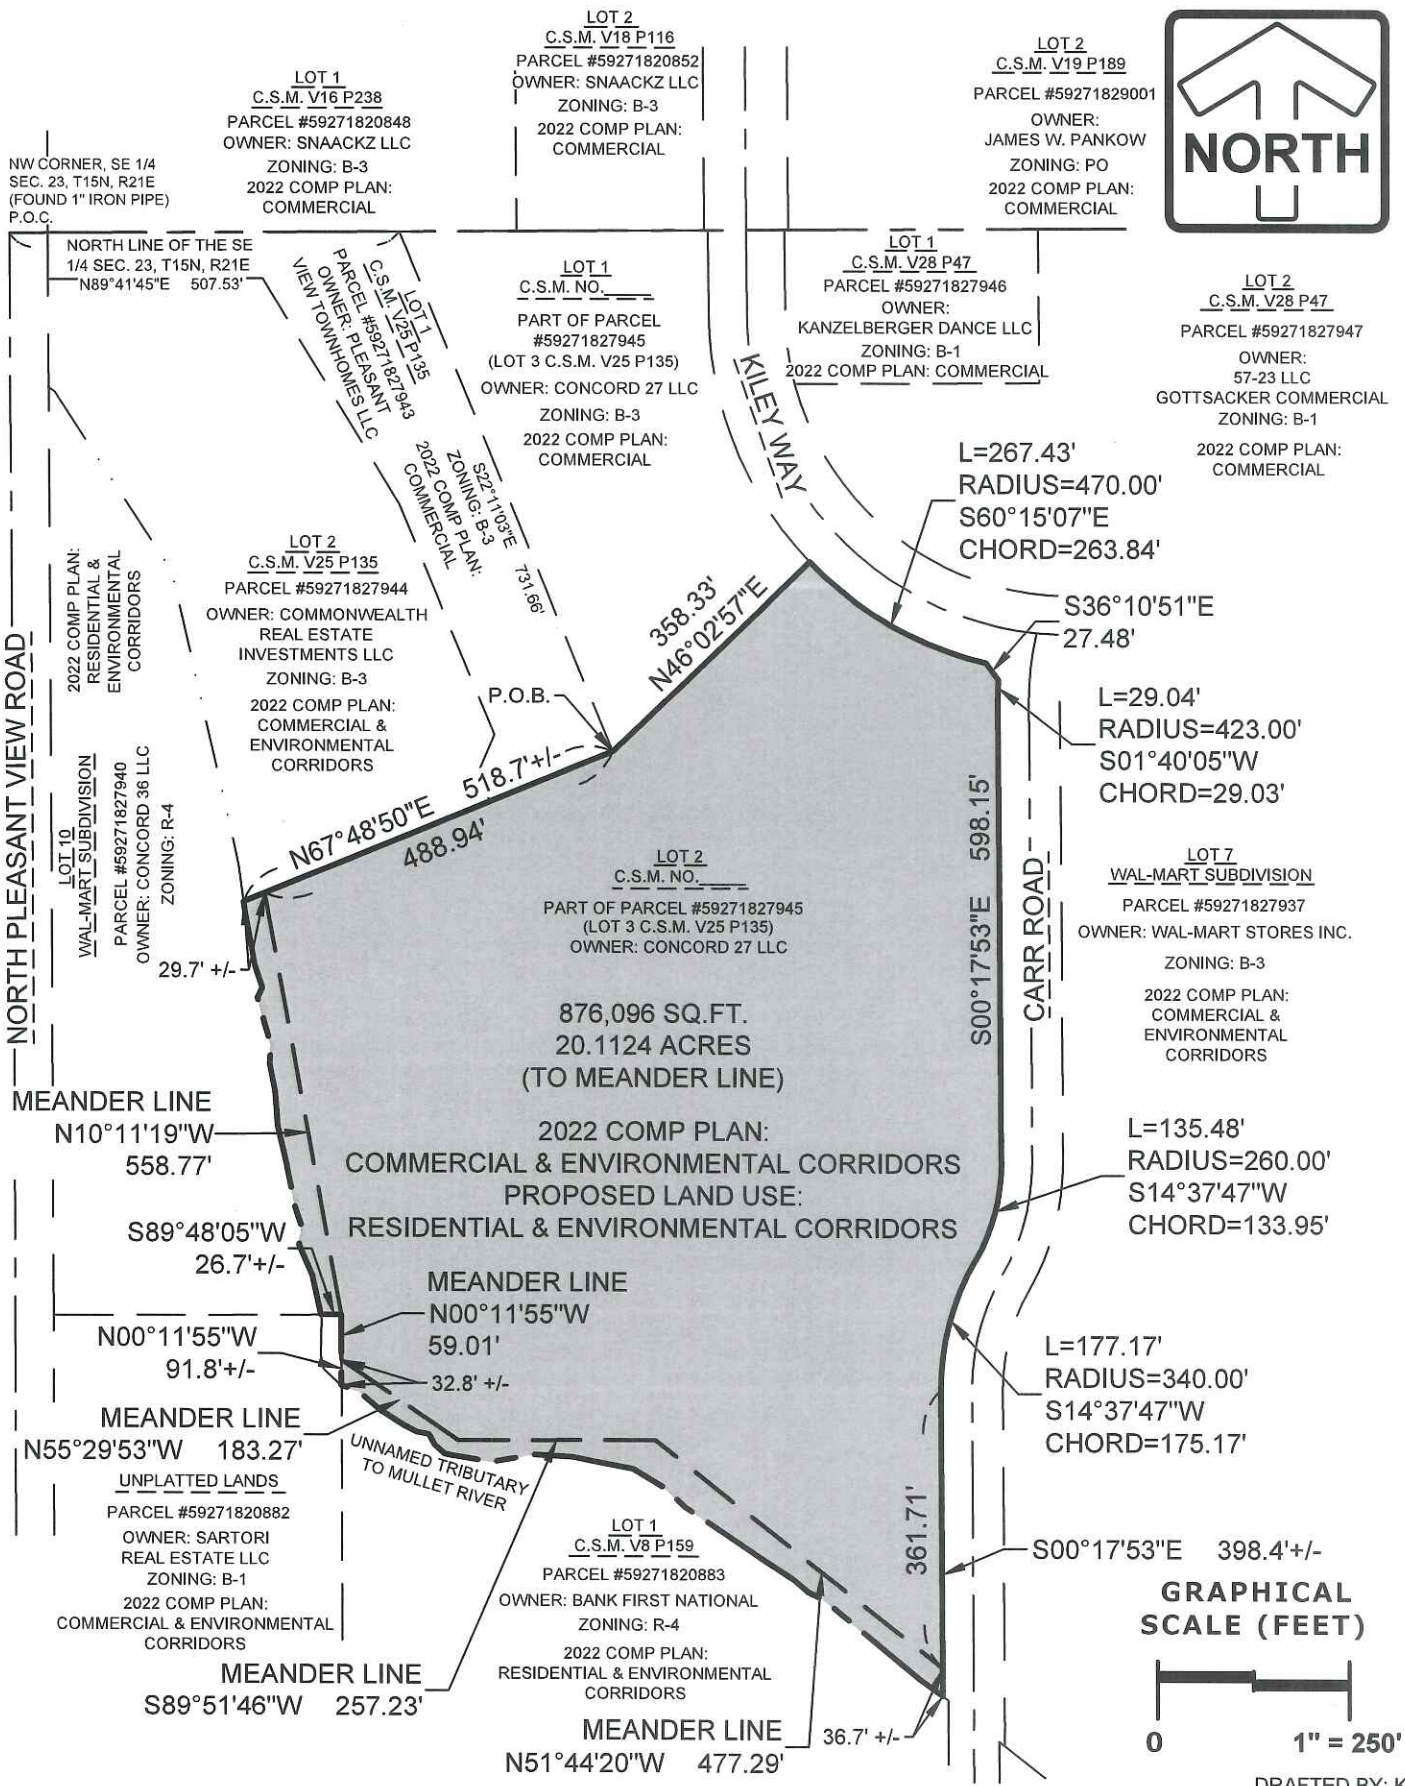 LOT 2
C.S.M. V18 P116
PARCEL #59271820852
OWNER: SNAACKZ LLC
ZONING: B-3
2022 COMP PLAN:
COMMERCIAL
LOT 2
C.S.M. V19 P189
PARCEL #59271829001
OWNER:
JAMES W. PANKOW
ZONING: PO
2022 COMP PLAN:
COMMERCIAL
NORTH
LOT 1
C.S.M. V16 P238
PARCEL #59271820848
OWNER: SNAACKZ LLC
ZONING: B-3
2022 COMP PLAN:
COMMERCIAL
NW CORNER, SE 1/4
SEC. 23, T15N, R21E
(FOUND 1" IRON PIPE)
P.O.C.
NORTH LINE OF THE SE
1/4 SEC. 23, T15N, R21E
N89°41'45"E 507.53'
LOT 1
C.S.M. V25 P135
PARCEL #59271827943
OWNER: PLEASANT
VIEW TOWNHOMES LLC
S22°11'03"E 731.66'
ZONING: B-3
2022 COMP PLAN:
COMMERCIAL
LOT 1
C.S.M. NO.
PART OF PARCEL
#59271827945
(LOT 3 C.S.M. V25 P135)
OWNER: CONCORD 27 LLC
ZONING: B-3
2022 COMP PLAN:
COMMERCIAL
KILEY WAY
LOT 1
C.S.M. V28 P47
PARCEL #59271827946
OWNER:
KANZELBERGER DANCE LLC
ZONING: B-1
2022 COMP PLAN: COMMERCIAL
LOT 2
C.S.M. V28 P47
PARCEL #59271827947
OWNER:
57-23 LLC
GOTTSACKER COMMERCIAL
ZONING: B-1
2022 COMP PLAN:
COMMERCIAL
L=267.43'
RADIUS=470.00'
S60°15'07"E
CHORD=263.84'
S36°10'51"E
27.48'
L=29.04'
RADIUS=423.00'
S01°40'05"W
CHORD=29.03'
NORTH PLEASANT VIEW ROAD
2022 COMP PLAN:
RESIDENTIAL &
ENVIRONMENTAL
CORRIDORS
LOT 10
WAL-MART SUBDIVISION
PARCEL #59271827940
OWNER: CONCORD 36 LLC
ZONING: R-4
LOT 2
C.S.M. V25 P135
PARCEL #59271827944
OWNER: COMMONWEALTH
REAL ESTATE
INVESTMENTS LLC
ZONING: B-3
2022 COMP PLAN:
COMMERCIAL &
ENVIRONMENTAL
CORRIDORS
P.O.B.
358.33'
N46°02'57"E
N67°48'50"E 518.7'+/-
488.94'
29.7' +/-
LOT 2
C.S.M. NO.
PART OF PARCEL #59271827945
(LOT 3 C.S.M. V25 P135)
OWNER: CONCORD 27 LLC
876,096 SQ.FT.
20.1124 ACRES
(TO MEANDER LINE)
2022 COMP PLAN:
COMMERCIAL & ENVIRONMENTAL CORRIDORS
PROPOSED LAND USE:
RESIDENTIAL & ENVIRONMENTAL CORRIDORS
S00°17'53"E 598.15'
CARR ROAD
LOT 7
WAL-MART SUBDIVISION
PARCEL #59271827937
OWNER: WAL-MART STORES INC.
ZONING: B-3
2022 COMP PLAN:
COMMERCIAL &
ENVIRONMENTAL
CORRIDORS
MEANDER LINE
N10°11'19"W
558.77'
S89°48'05"W
26.7'+/-
N00°11'55"W
91.8'+/-
MEANDER LINE
N00°11'55"W
59.01'
32.8' +/-
L=135.48'
RADIUS=260.00'
S14°37'47"W
CHORD=133.95'
L=177.17'
RADIUS=340.00'
S14°37'47"W
CHORD=175.17'
MEANDER LINE
N55°29'53"W 183.27'
UNNAMED TRIBUTARY
TO MULLET RIVER
UNPLATTED LANDS
PARCEL #59271820882
OWNER: SARTORI
REAL ESTATE LLC
ZONING: B-1
2022 COMP PLAN:
COMMERCIAL & ENVIRONMENTAL
CORRIDORS
LOT 1
C.S.M. V8 P159
PARCEL #59271820883
OWNER: BANK FIRST NATIONAL
ZONING: R-4
2022 COMP PLAN:
RESIDENTIAL & ENVIRONMENTAL
CORRIDORS
361.71'
S00°17'53"E 398.4'+/-
MEANDER LINE
S89°51'46"W 257.23'
MEANDER LINE
N51°44'20"W 477.29'
36.7' +/-
GRAPHICAL
SCALE (FEET)
0 1" = 250'
DRAFTED BY: K